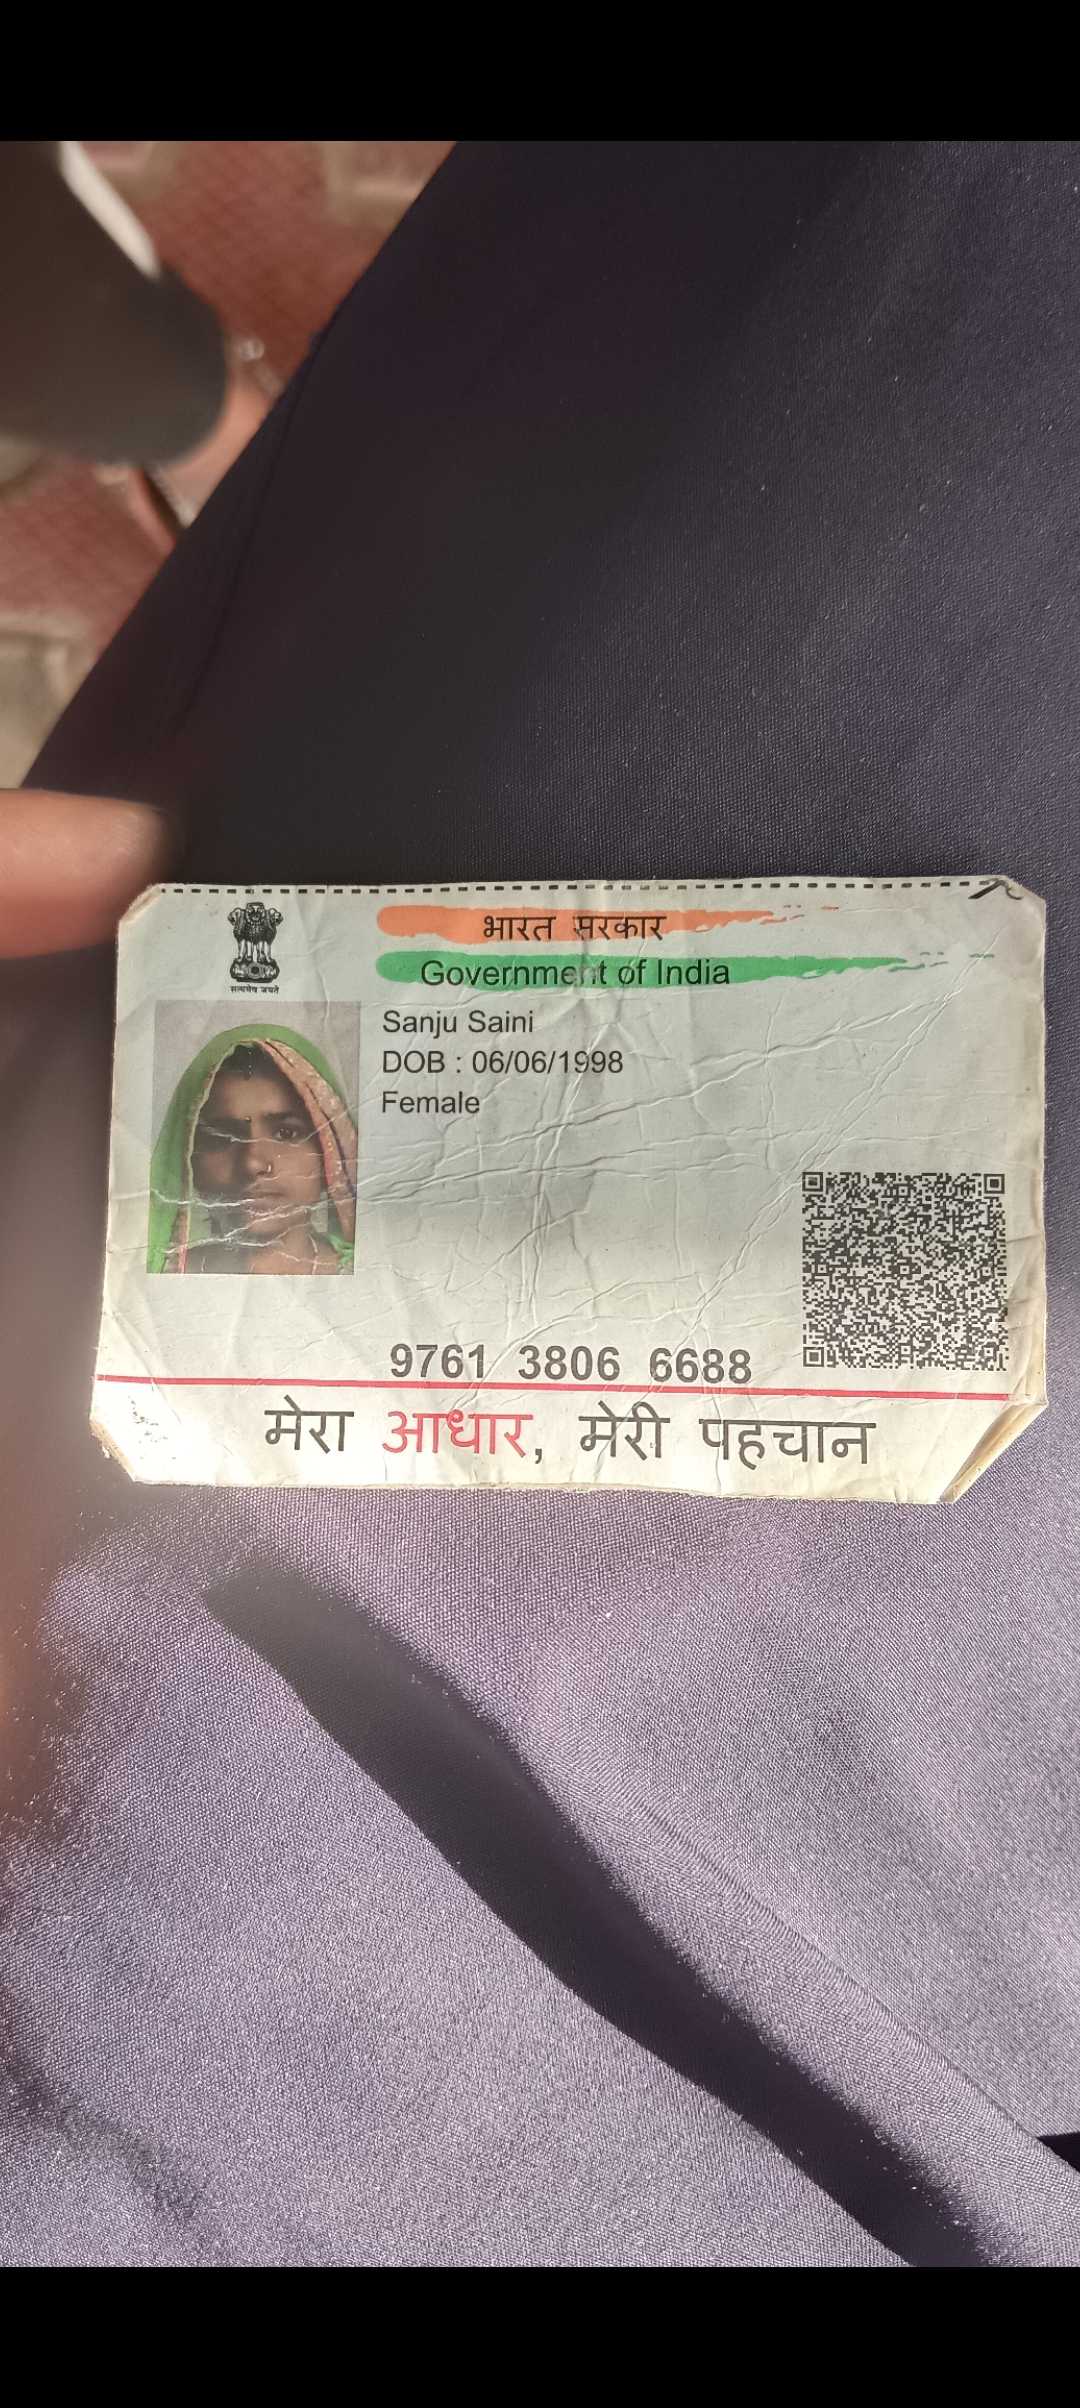 भारत सरकार
Government of India
सत्यमेव जयते
Sanju Saini
DOB : 06/06/1998
Female
9761 3806 6688
मेरा आधार, मेरी पहचान